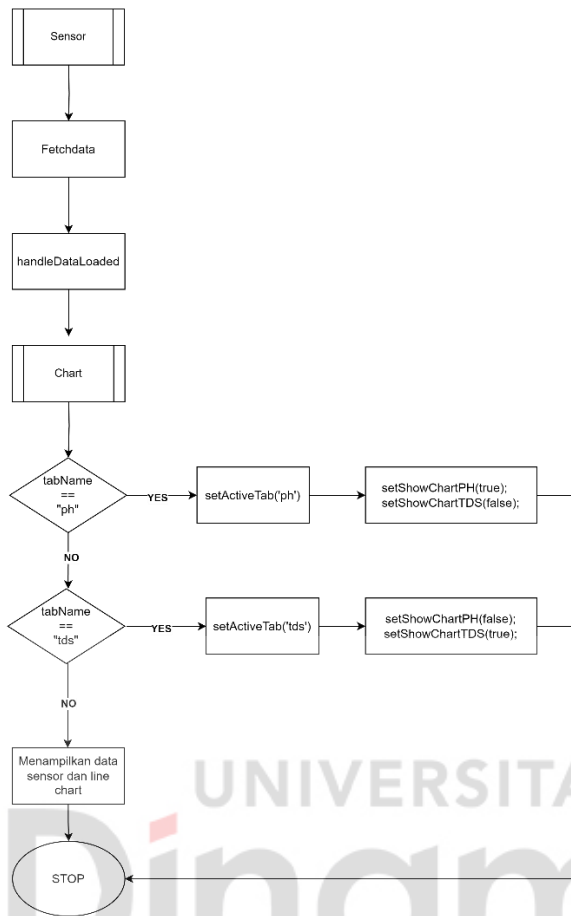 Sensor
Fetchdata
handleDataLoaded
Chart
tabName
==
"ph"
YES
setActiveTab('ph')
setShowChartPH(true);
setShowChartTDS(false);
NO
tabName
==
"tds"
YES
setActiveTab('tds')
setShowChartPH(false);
setShowChartTDS(true);
NO
Menampilkan data
sensor dan line
chart
STOP